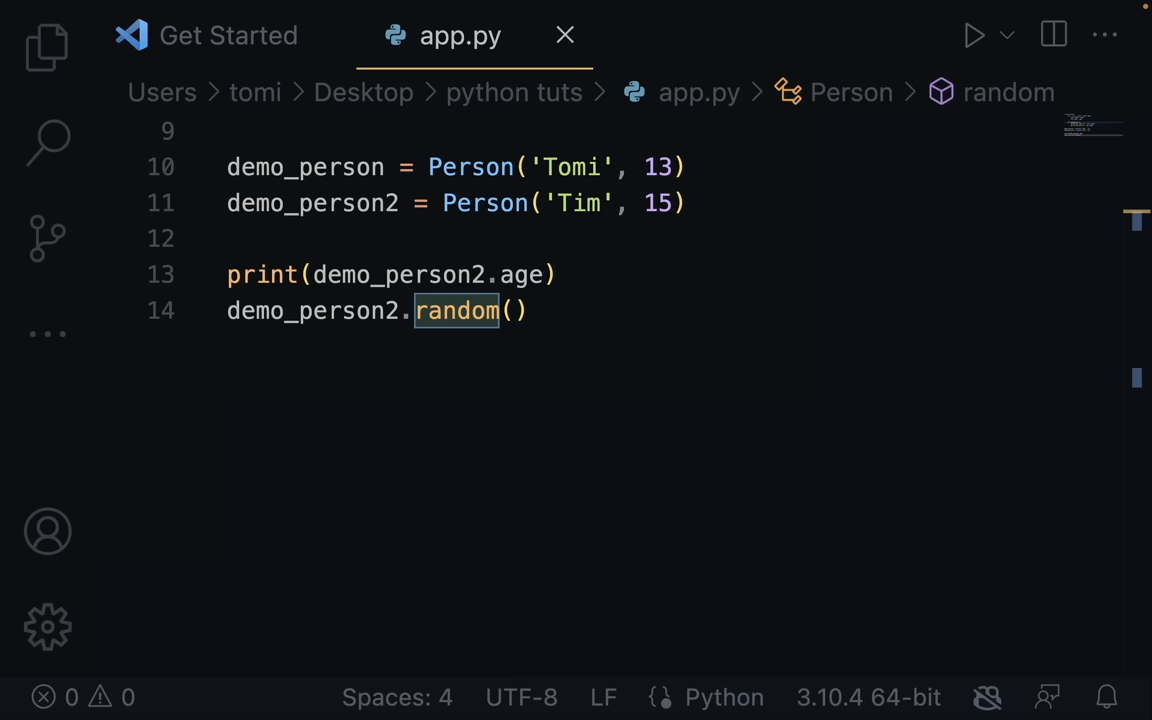 Get Started app.py
Users > tomi > Desktop > python tuts > app.py > Person > random
9
10 demo_person = Person('Tomi', 13)
11 demo_person2 = Person('Tim', 15)
12
13 print(demo_person2.age)
14 demo_person2.random()
0 0 Spaces: 4 UTF-8 LF Python 3.10.4 64-bit